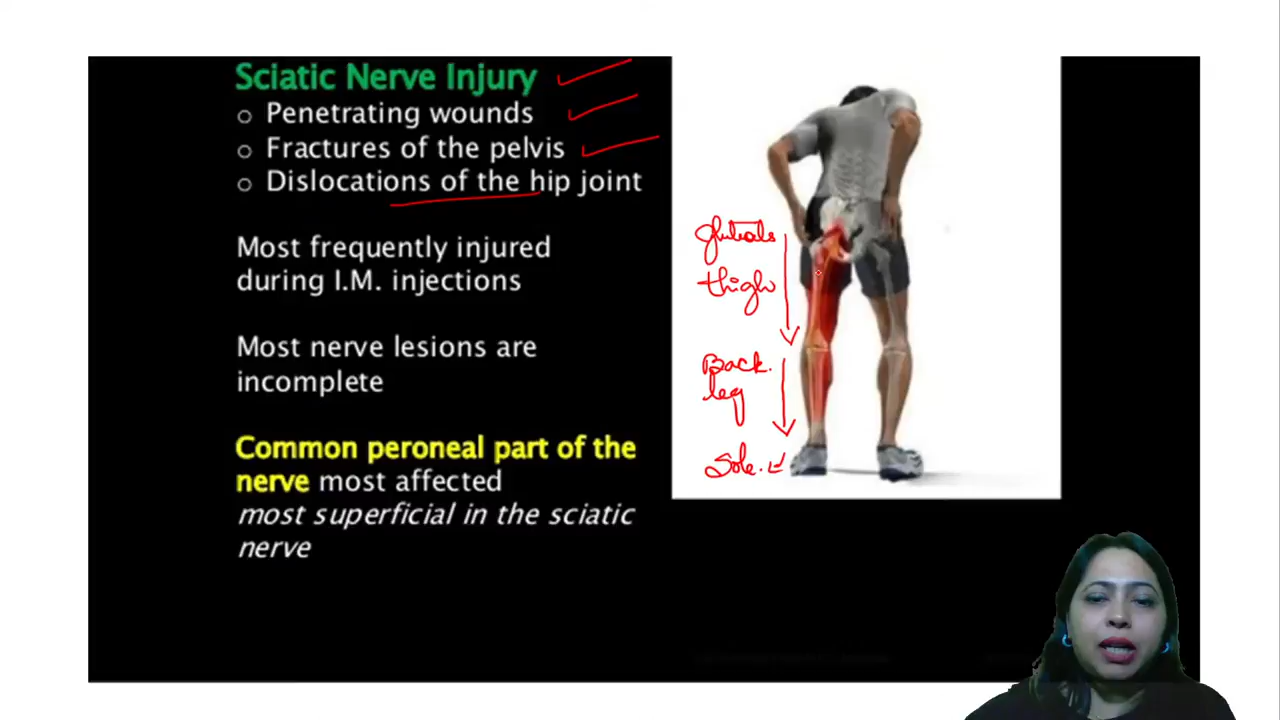 Sciatic Nerve Injury
o Penetrating wounds
o Fractures of the pelvis
o Dislocations of the hip joint
Most frequently injured
during I.M. injections
Most nerve lesions are
incomplete
Common peroneal part of the
nerve most affected
most superficial in the sciatic
nerve
thigh
Back
leg
Sole